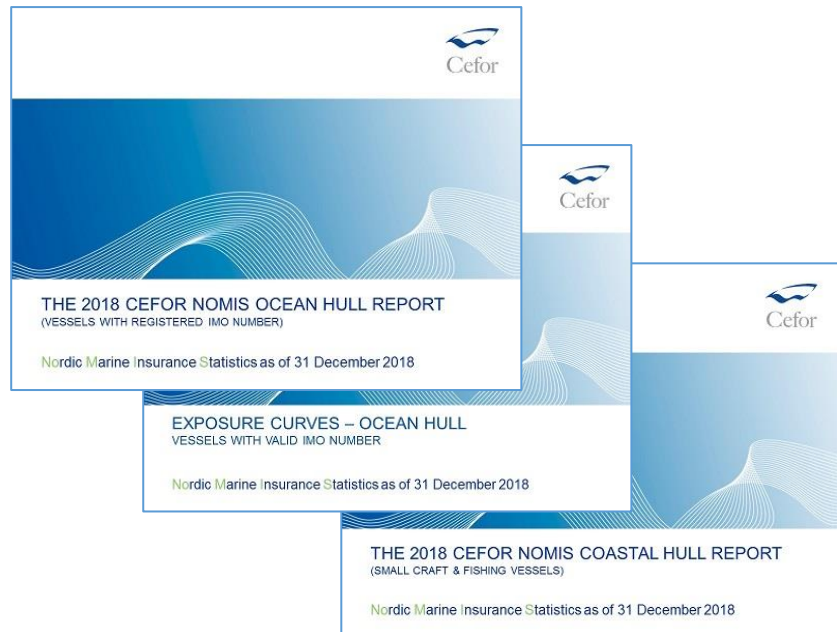 Cefor
THE 2018 CEFOR NOMIS OCEAN HULL REPORT
(VESSELS WITH REGISTERED IMO NUMBER)
Nordic Marine Insurance Statistics as of 31 December 2018
Cefor
EXPOSURE CURVES – OCEAN HULL
VESSELS WITH VALID IMO NUMBER
Nordic Marine Insurance Statistics as of 31 December 2018
Cefor
THE 2018 CEFOR NOMIS COASTAL HULL REPORT
(SMALL CRAFT & FISHING VESSELS)
Nordic Marine Insurance Statistics as of 31 December 2018